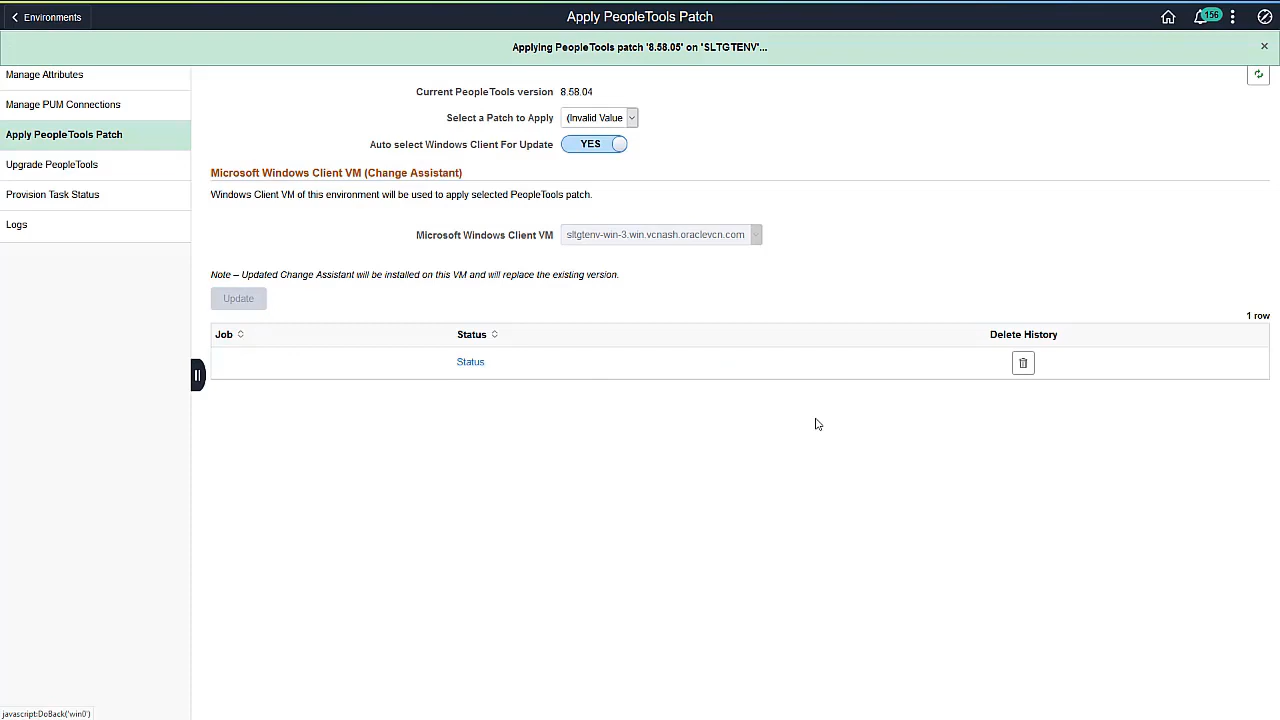 Environments
Apply PeopleTools Patch
156
Applying PeopleTools patch '8.58.05' on 'SLTGTENV'...
Manage Attributes
Manage PUM Connections
Apply PeopleTools Patch
Upgrade PeopleTools
Provision Task Status
Logs
Current PeopleTools version 8.58.04
Select a Patch to Apply (Invalid Value
Auto select Windows Client For Update YES
Microsoft Windows Client VM (Change Assistant)
Windows Client VM of this environment will be used to apply selected PeopleTools patch.
Microsoft Windows Client VM sltgtenv-win-3.win.vcnash.oraclevcn.com
Note – Updated Change Assistant will be installed on this VM and will replace the existing version.
Update
1 row
Job Status Delete History
Status
javascript:DoBack('win0')